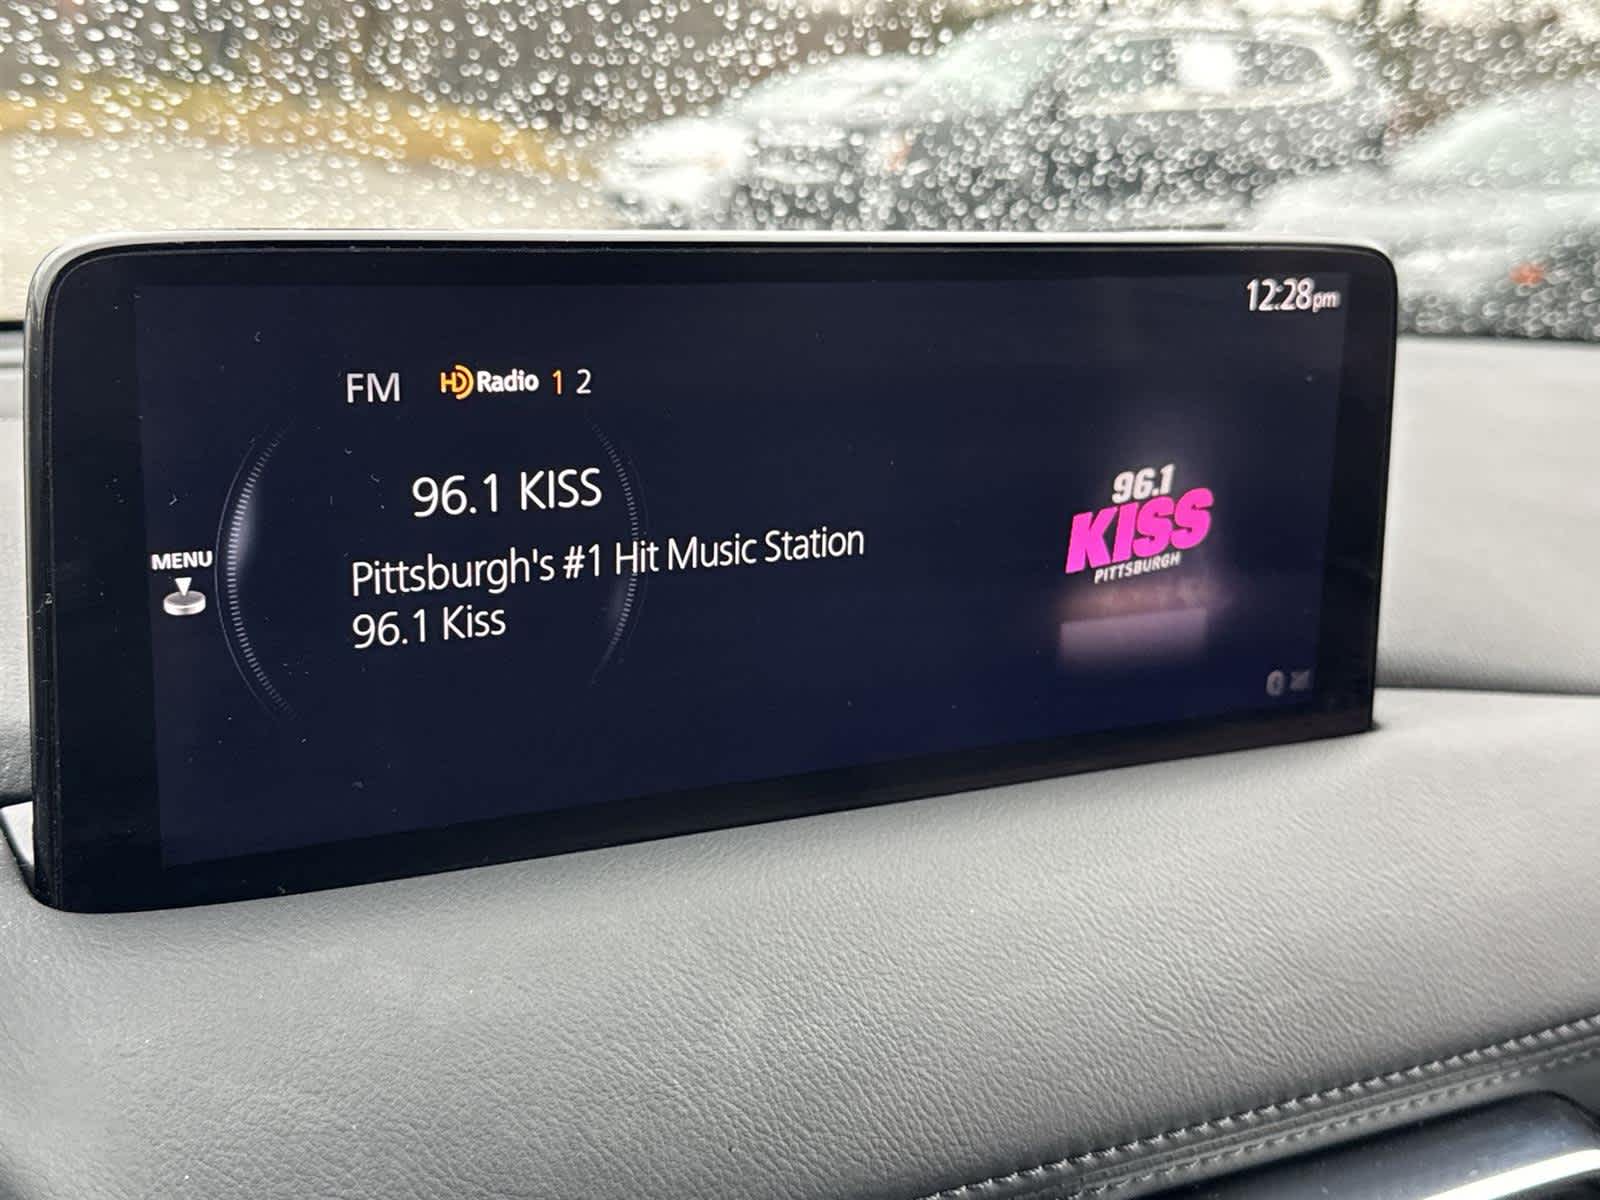 12:28pm
FM HD Radio 1 2
96.1 KISS
Pittsburgh's #1 Hit Music Station
96.1 Kiss
MENU
96.1
KISS
PITTSBURGH